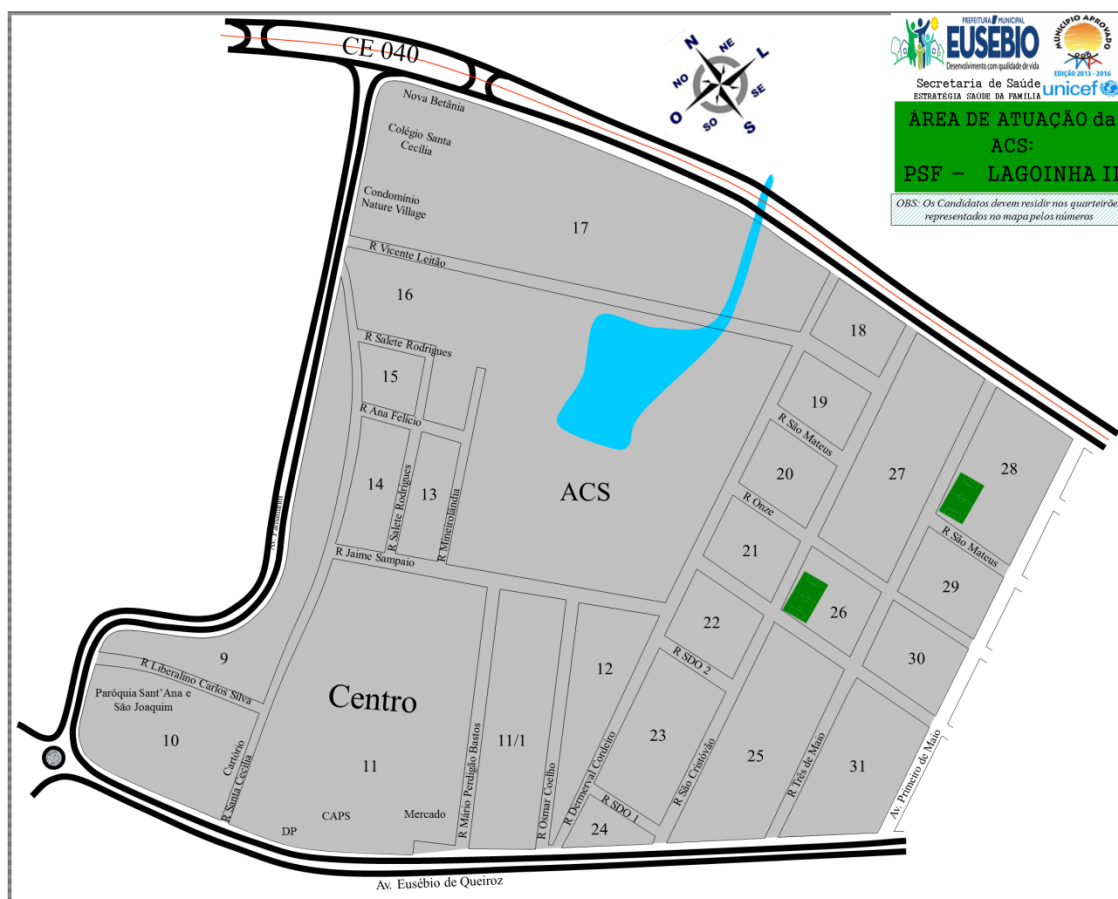 CE 040
N
NE
L
NO
SE
O
SO
S
PREFEITURA MUNICIPAL
EUSÉBIO
Desenvolvimento com qualidade de vida
MUNICÍPIO APROVADO
EDIÇÃO 2013 - 2016
Secretaria de Saúde
ESTRATÉGIA SAÚDE DA FAMÍLIA
unicef
ÁREA DE ATUAÇÃO da
ACS:
PSF - LAGOINHA II
OBS: Os Candidatos devem residir nos quarteirões
representados no mapa pelos números
Nova Betânia
Colégio Santa
Cecília
Condomínio
Nature Village
17
R Vicente Leitão
16
18
R Salete Rodrigues
15
19
R Ana Felício
R São Mateus
20
27
28
14
R Salete Rodrigues
13
R Mineirolândia
ACS
R Onze
R São Mateus
R Jaime Sampaio
21
29
26
22
30
9
R Liberalino Carlos Silva
12
R SDO 2
Paróquia Sant'Ana e
São Joaquim
Centro
10
Cartório
R Santa Cecília
11
R Mário Perdigão Bastos
11/1
R Osmar Coelho
R Dermerval Cordeiro
23
R São Cristóvão
25
R Três de Maio
31
Av. Primeiro de Maio
R SDO 1
24
CAPS
Mercado
DP
Av. Eusébio de Queiroz